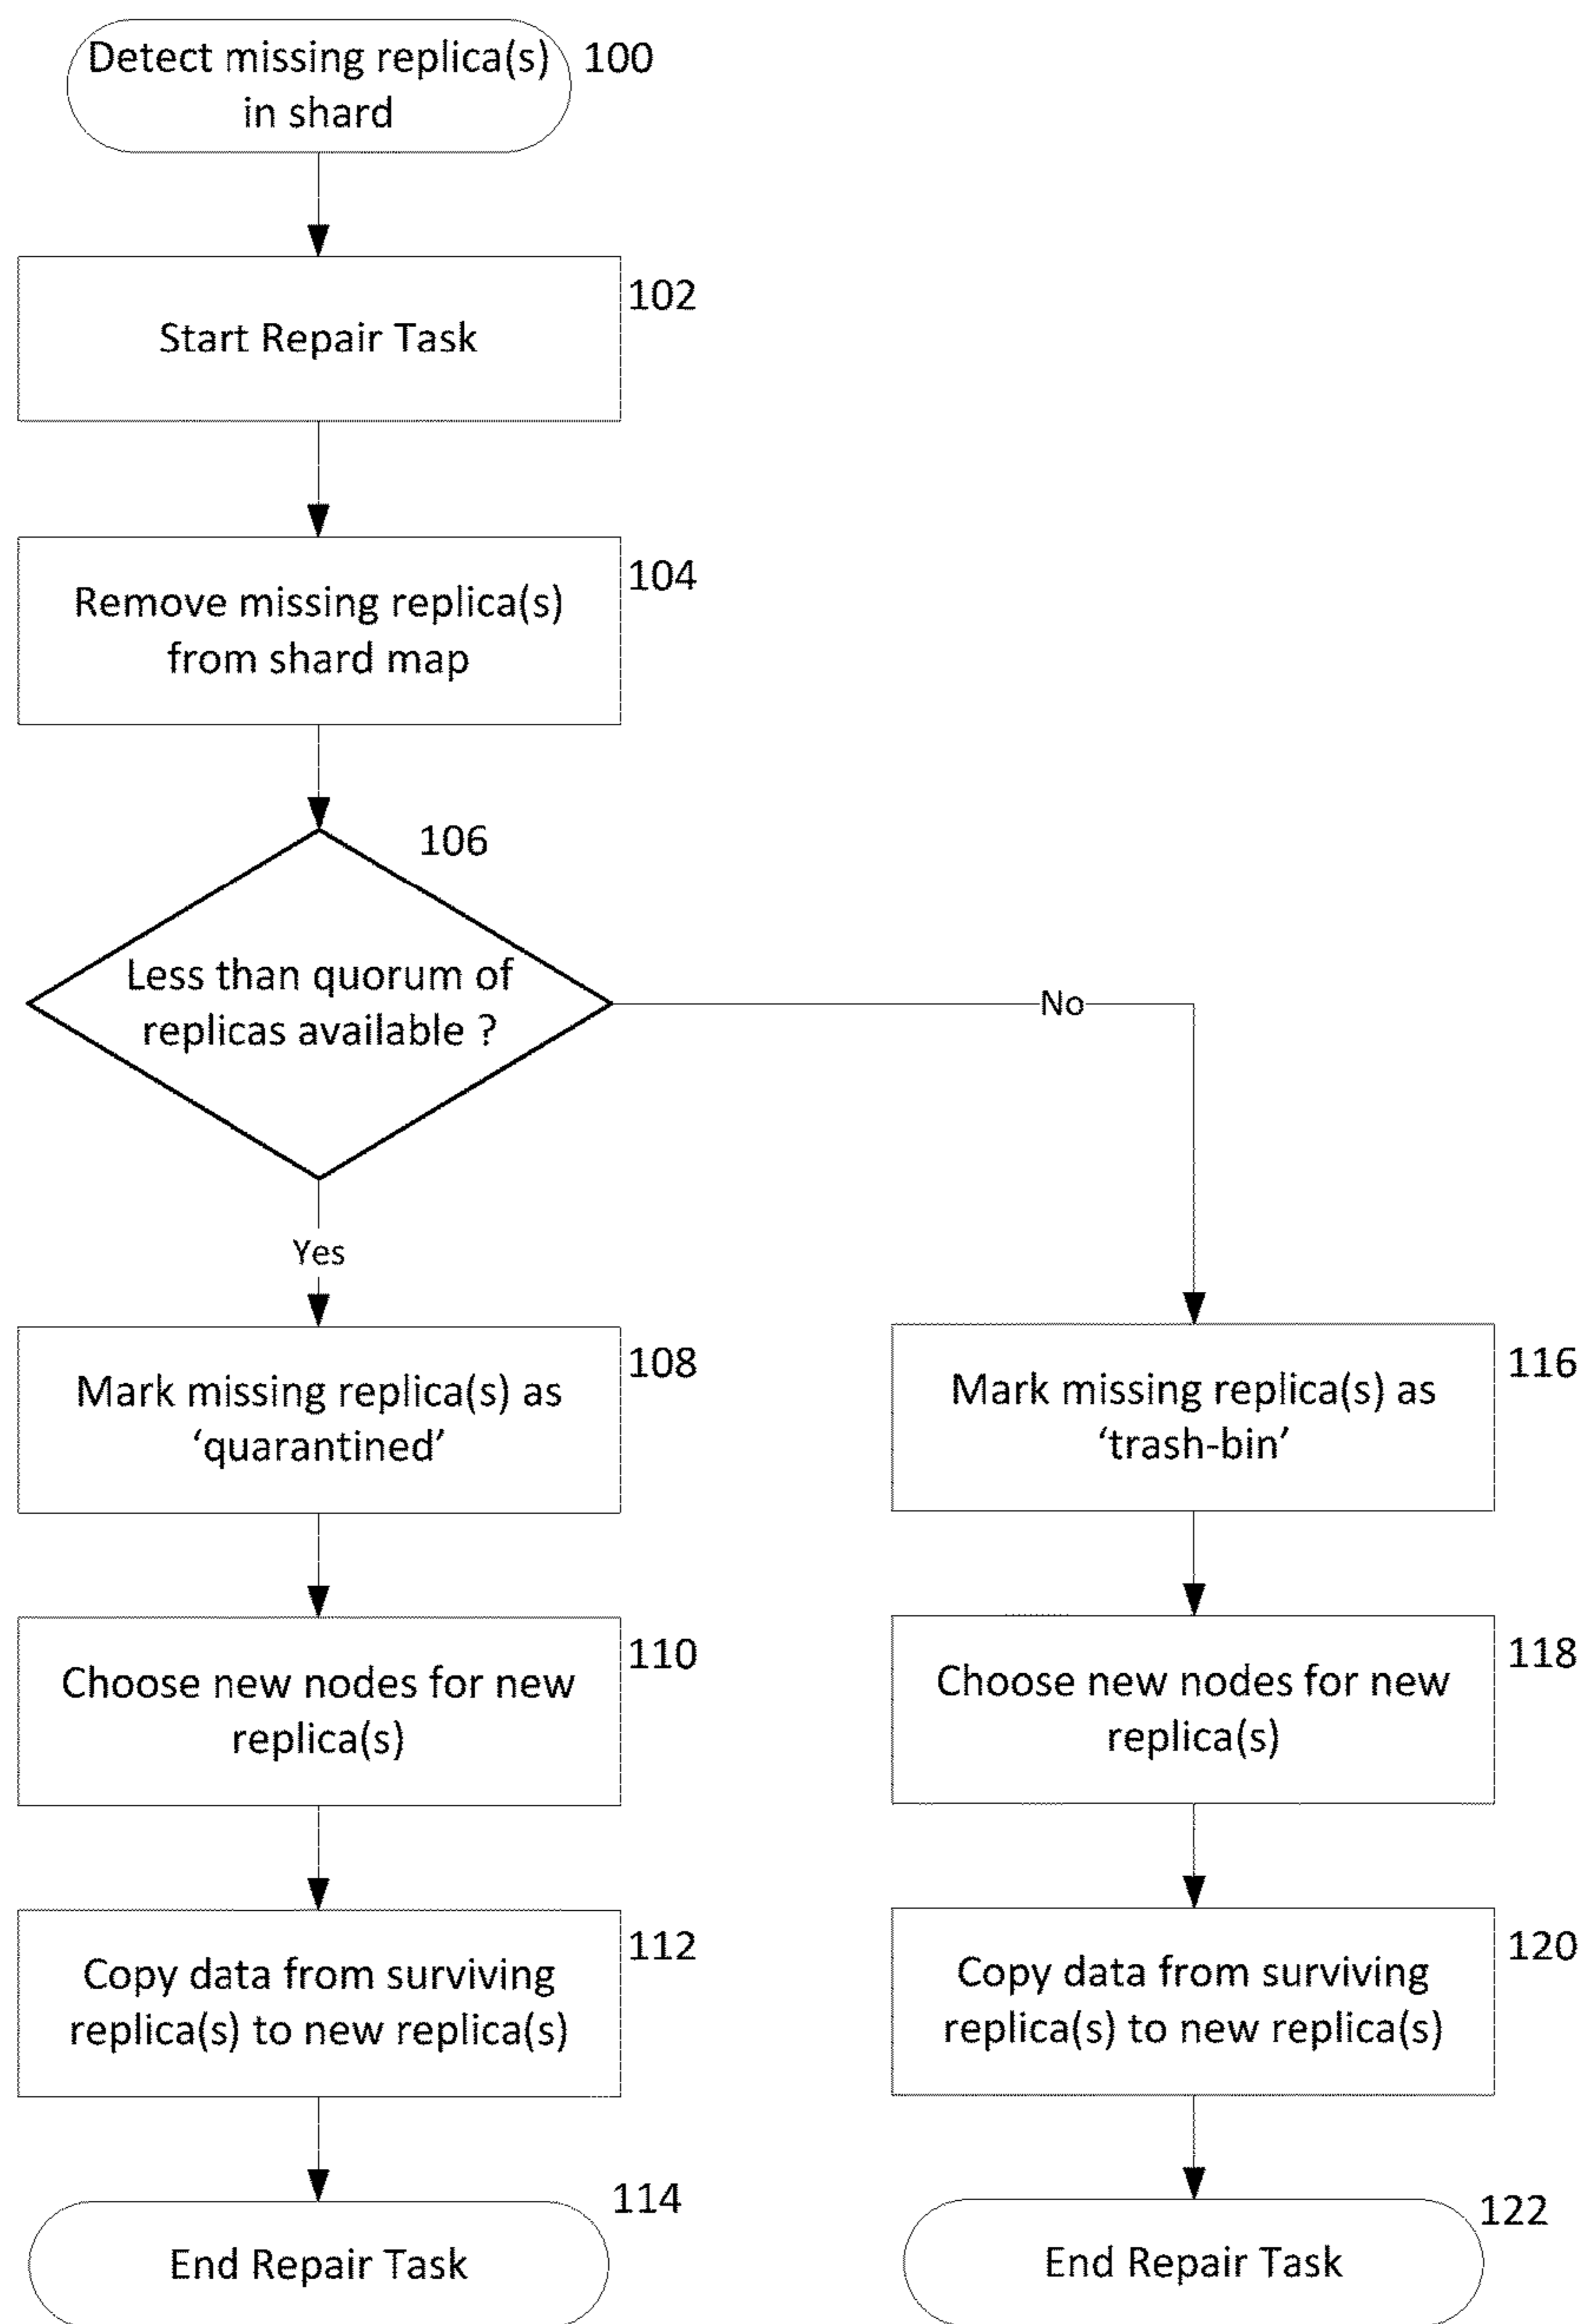 Detect missing replica(s)
in shard
100
Start Repair Task
102
Remove missing replica(s)
from shard map
104
106
Less than quorum of
replicas available ?
No
Yes
Mark missing replica(s) as
‘quarantined’
108
Mark missing replica(s) as
‘trash-bin’
116
Choose new nodes for new
replica(s)
110
Choose new nodes for new
replica(s)
118
Copy data from surviving
replica(s) to new replica(s)
112
Copy data from surviving
replica(s) to new replica(s)
120
End Repair Task
114
End Repair Task
122